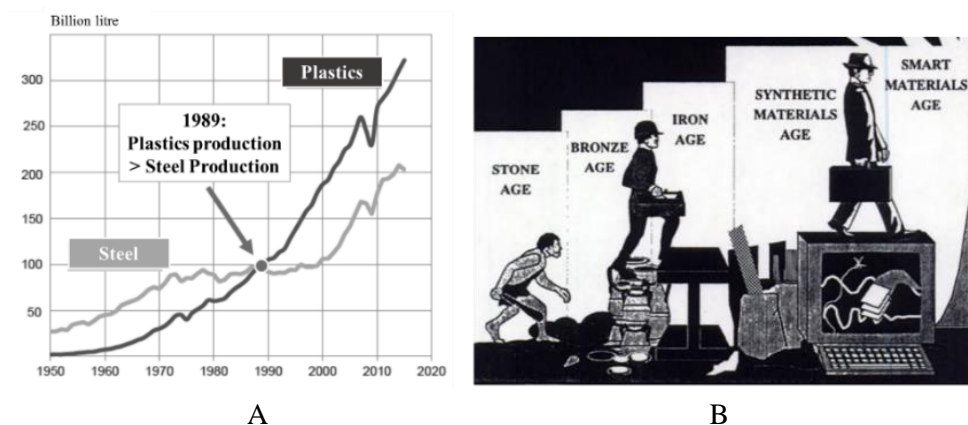 Billion litre
300
250
200
150
100
50
1950 1960 1970 1980 1990 2000 2010 2020
Plastics
1989:
Plastics production
> Steel Production
Steel
A
STONE
AGE
BRONZE
AGE
IRON
AGE
SYNTHETIC
MATERIALS
AGE
SMART
MATERIALS
AGE
B